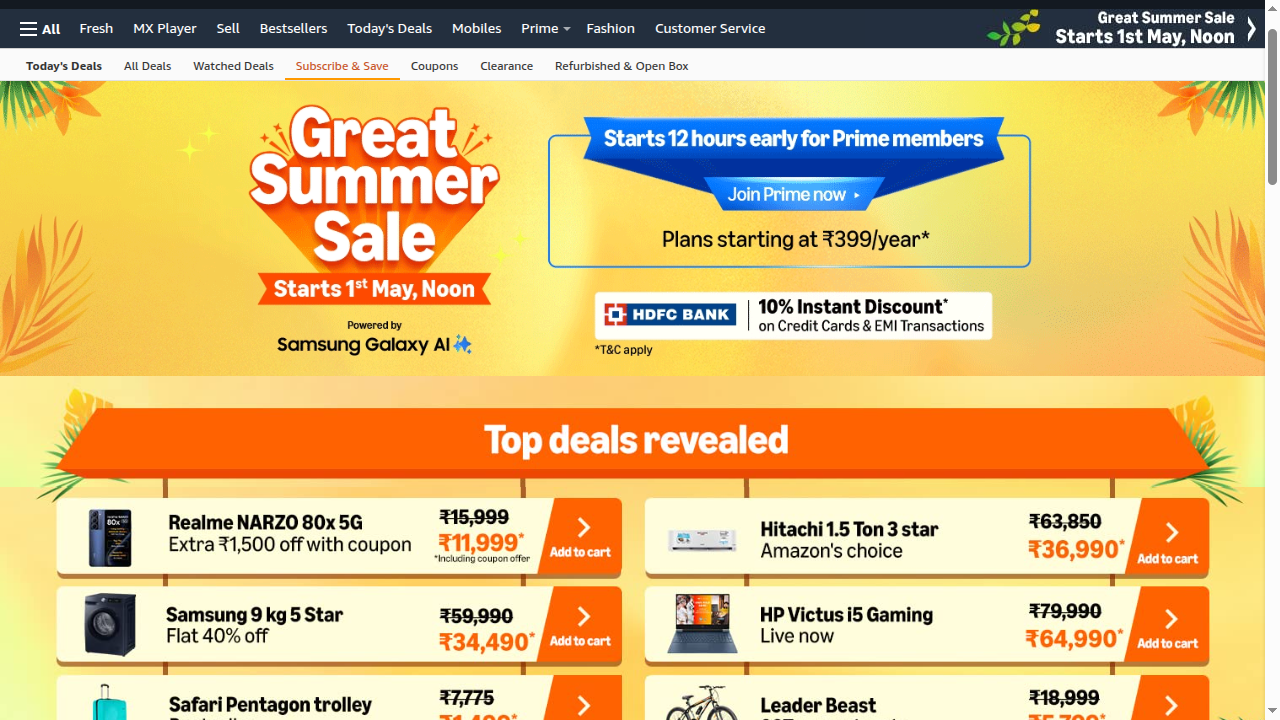 All Fresh MX Player Sell Bestsellers Today's Deals Mobiles Prime Fashion Customer Service
Great Summer Sale
Starts 1st May, Noon
Today's Deals All Deals Watched Deals Subscribe & Save Coupons Clearance Refurbished & Open Box
Great
Summer
Sale
Starts 1st May, Noon
Powered by
Samsung Galaxy AI
Starts 12 hours early for Prime members
Join Prime now
Plans starting at ₹399/year*
HDFC BANK
10% Instant Discount*
on Credit Cards & EMI Transactions
*T&C apply
Top deals revealed
Realme NARZO 80x 5G
Extra ₹1,500 off with coupon
₹15,999
₹11,999*
*Including coupon offer
Add to cart
Hitachi 1.5 Ton 3 star
Amazon's choice
₹63,850
₹36,990*
Add to cart
Samsung 9 kg 5 Star
Flat 40% off
₹59,990
₹34,490*
Add to cart
HP Victus i5 Gaming
Live now
₹79,990
₹64,990*
Add to cart
Safari Pentagon trolley
₹7,775
Leader Beast
₹18,999